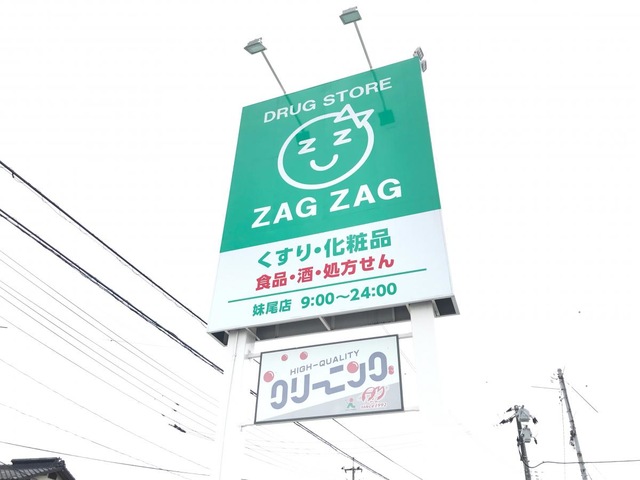 DRUG STORE
ZZ
ZAG ZAG
くすり・化粧品
食品・酒・処方せん
妹尾店 9:00〜24:00
HIGH-QUALITY
クリーニング